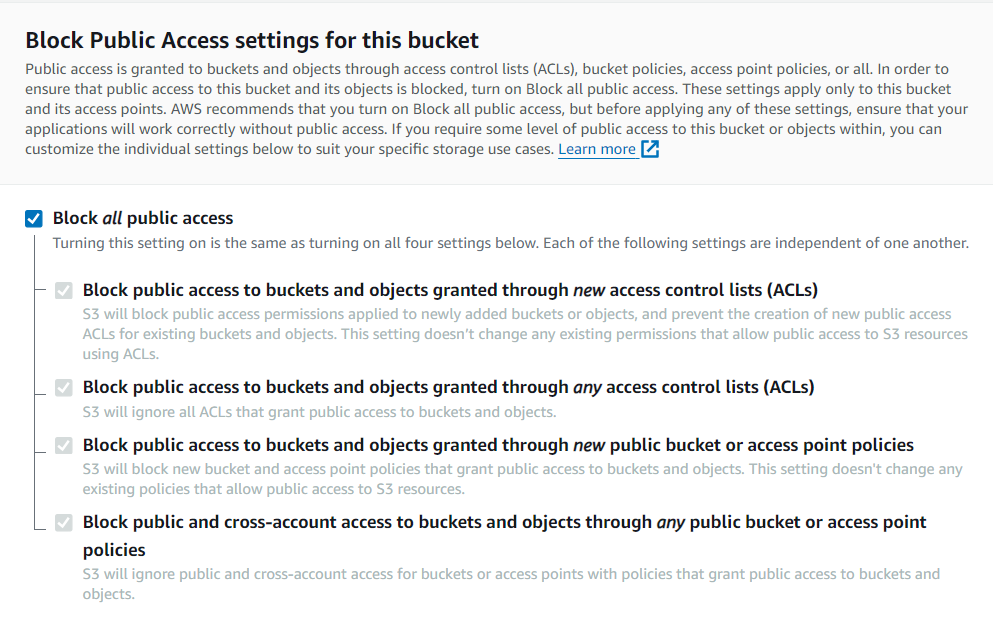 Block Public Access settings for this bucket
Public access is granted to buckets and objects through access control lists (ACLs), bucket policies, access point policies, or all. In order to
ensure that public access to this bucket and its objects is blocked, turn on Block all public access. These settings apply only to this bucket
and its access points. AWS recommends that you turn on Block all public access, but before applying any of these settings, ensure that your
applications will work correctly without public access. If you require some level of public access to this bucket or objects within, you can
customize the individual settings below to suit your specific storage use cases. Learn more
Block all public access
Turning this setting on is the same as turning on all four settings below. Each of the following settings are independent of one another.
Block public access to buckets and objects granted through new access control lists (ACLs)
S3 will block public access permissions applied to newly added buckets or objects, and prevent the creation of new public access
ACLs for existing buckets and objects. This setting doesn't change any existing permissions that allow public access to S3 resources
using ACLs.
Block public access to buckets and objects granted through any access control lists (ACLs)
S3 will ignore all ACLs that grant public access to buckets and objects.
Block public access to buckets and objects granted through new public bucket or access point policies
S3 will block new bucket and access point policies that grant public access to buckets and objects. This setting doesn't change any
existing policies that allow public access to S3 resources.
Block public and cross-account access to buckets and objects through any public bucket or access point
policies
S3 will ignore public and cross-account access for buckets or access points with policies that grant public access to buckets and
objects.